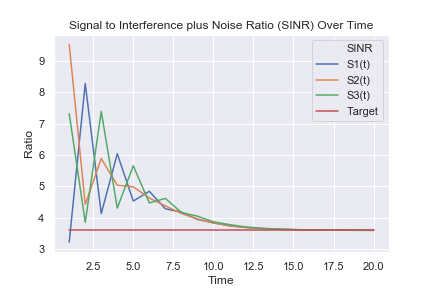 Signal to Interference plus Noise Ratio (SINR) Over Time
SINR
S1(t)
S2(t)
S3(t)
Target
Ratio
9
8
7
6
5
4
3
2.5 5.0 7.5 10.0 12.5 15.0 17.5 20.0
Time